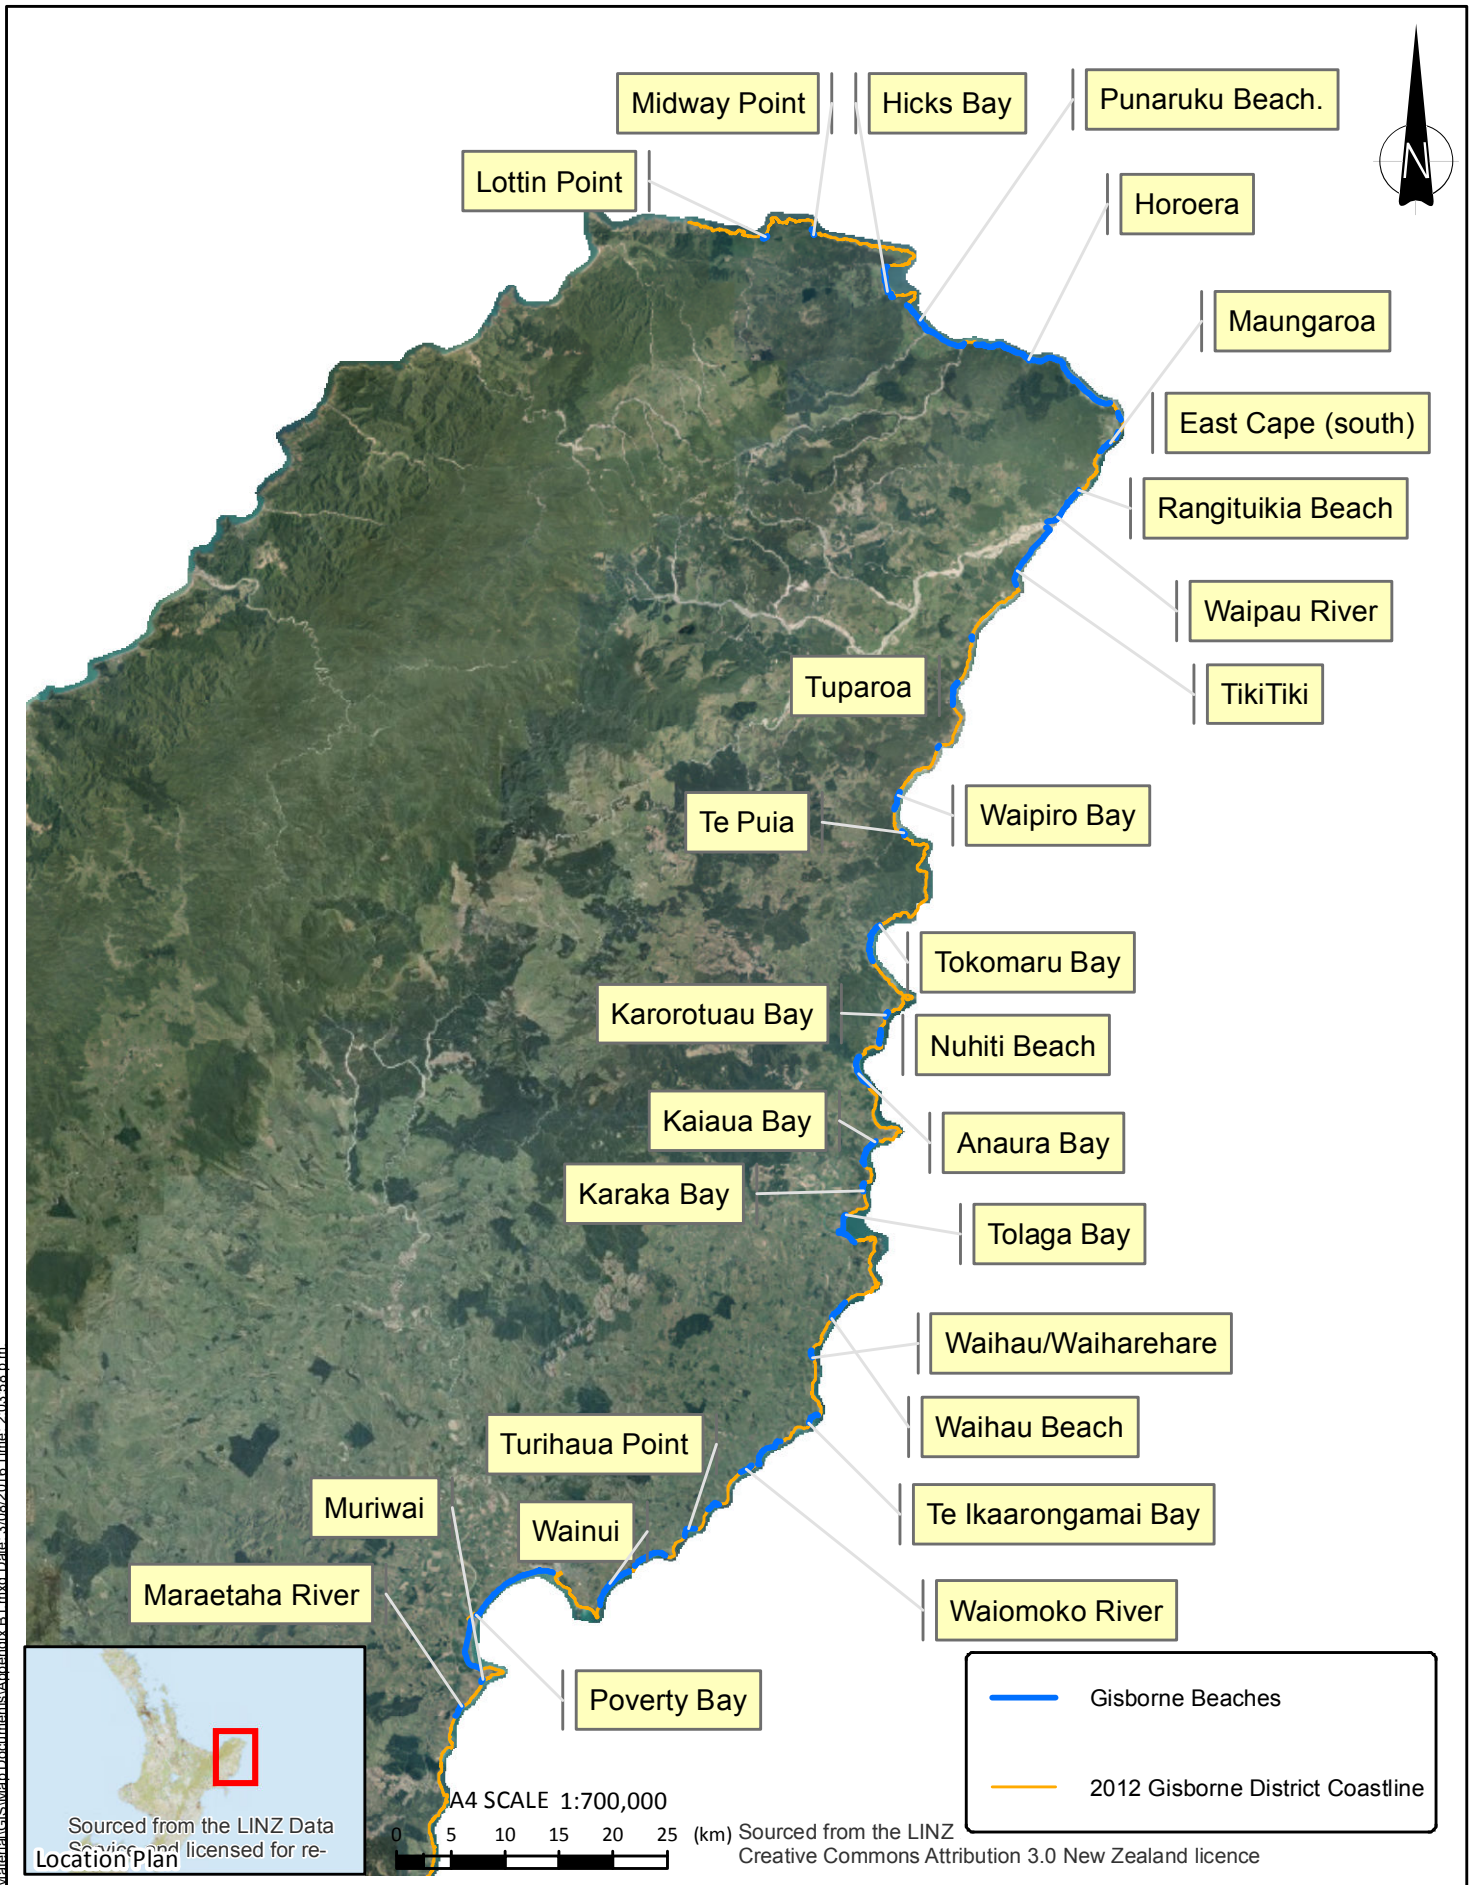 Midway Point
Hicks Bay
Punaruku Beach.
Lottin Point
N
Horoera
Maungaroa
East Cape (south)
Rangituikia Beach
Waipau River
Tuparoa
TikiTiki
Te Puia
Waipiro Bay
Tokomaru Bay
Karorotuau Bay
Nuhiti Beach
Kaiaua Bay
Anaura Bay
Karaka Bay
Tolaga Bay
Waihau/Waiharehare
Waihau Beach
Turihaua Point
Muriwai
Wainui
Te Ikaarongamai Bay
Maraetaha River
Waiomoko River
Poverty Bay
Gisborne Beaches
2012 Gisborne District Coastline
A4 SCALE 1:700,000
0 5 10 15 20 25 (km)
Sourced from the LINZ
Creative Commons Attribution 3.0 New Zealand licence
Sourced from the LINZ Data
Service and licensed for re-
Location Plan